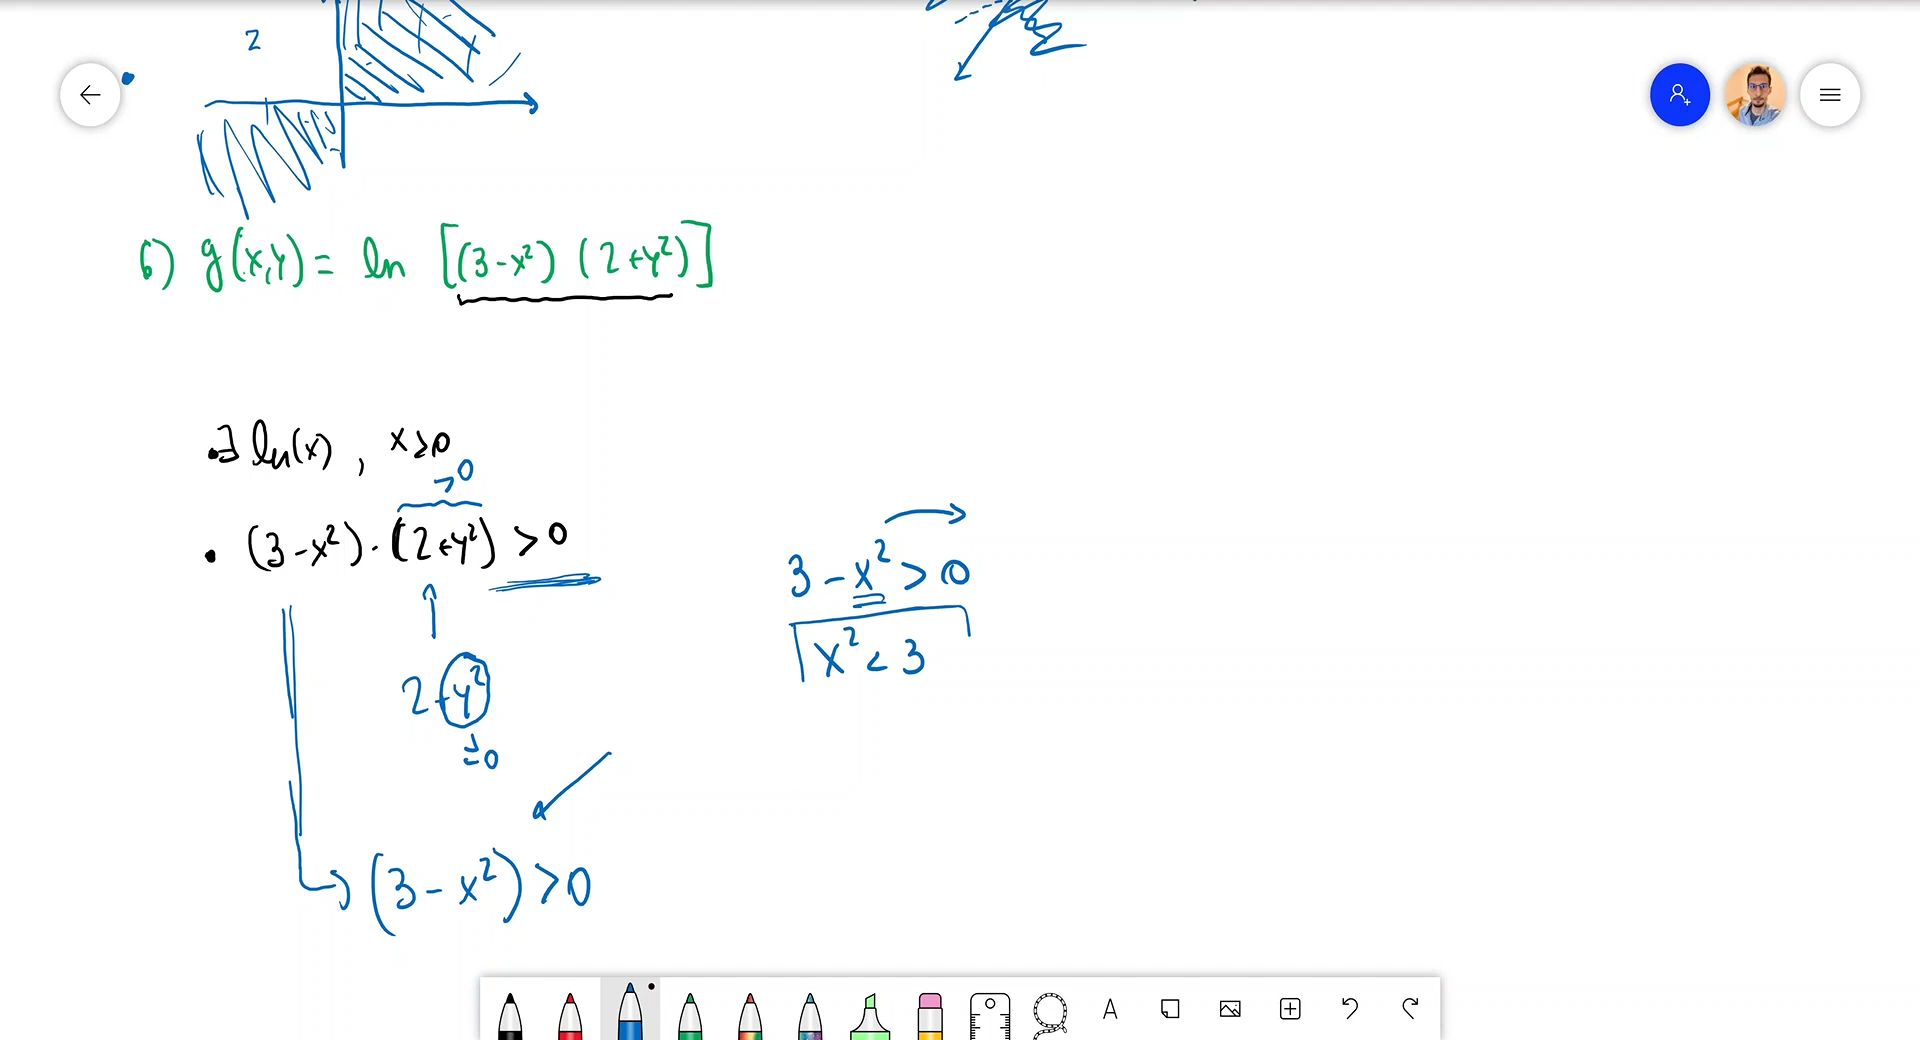 2
6) g(x,y) = ln [(3-x²) (2+y²)]
∃ ln(x) , x>0
>0
• (3-x²)·(2+y²) > 0
3-x² > 0
x² < 3
2+y²
≥0
(3-x²) > 0
A